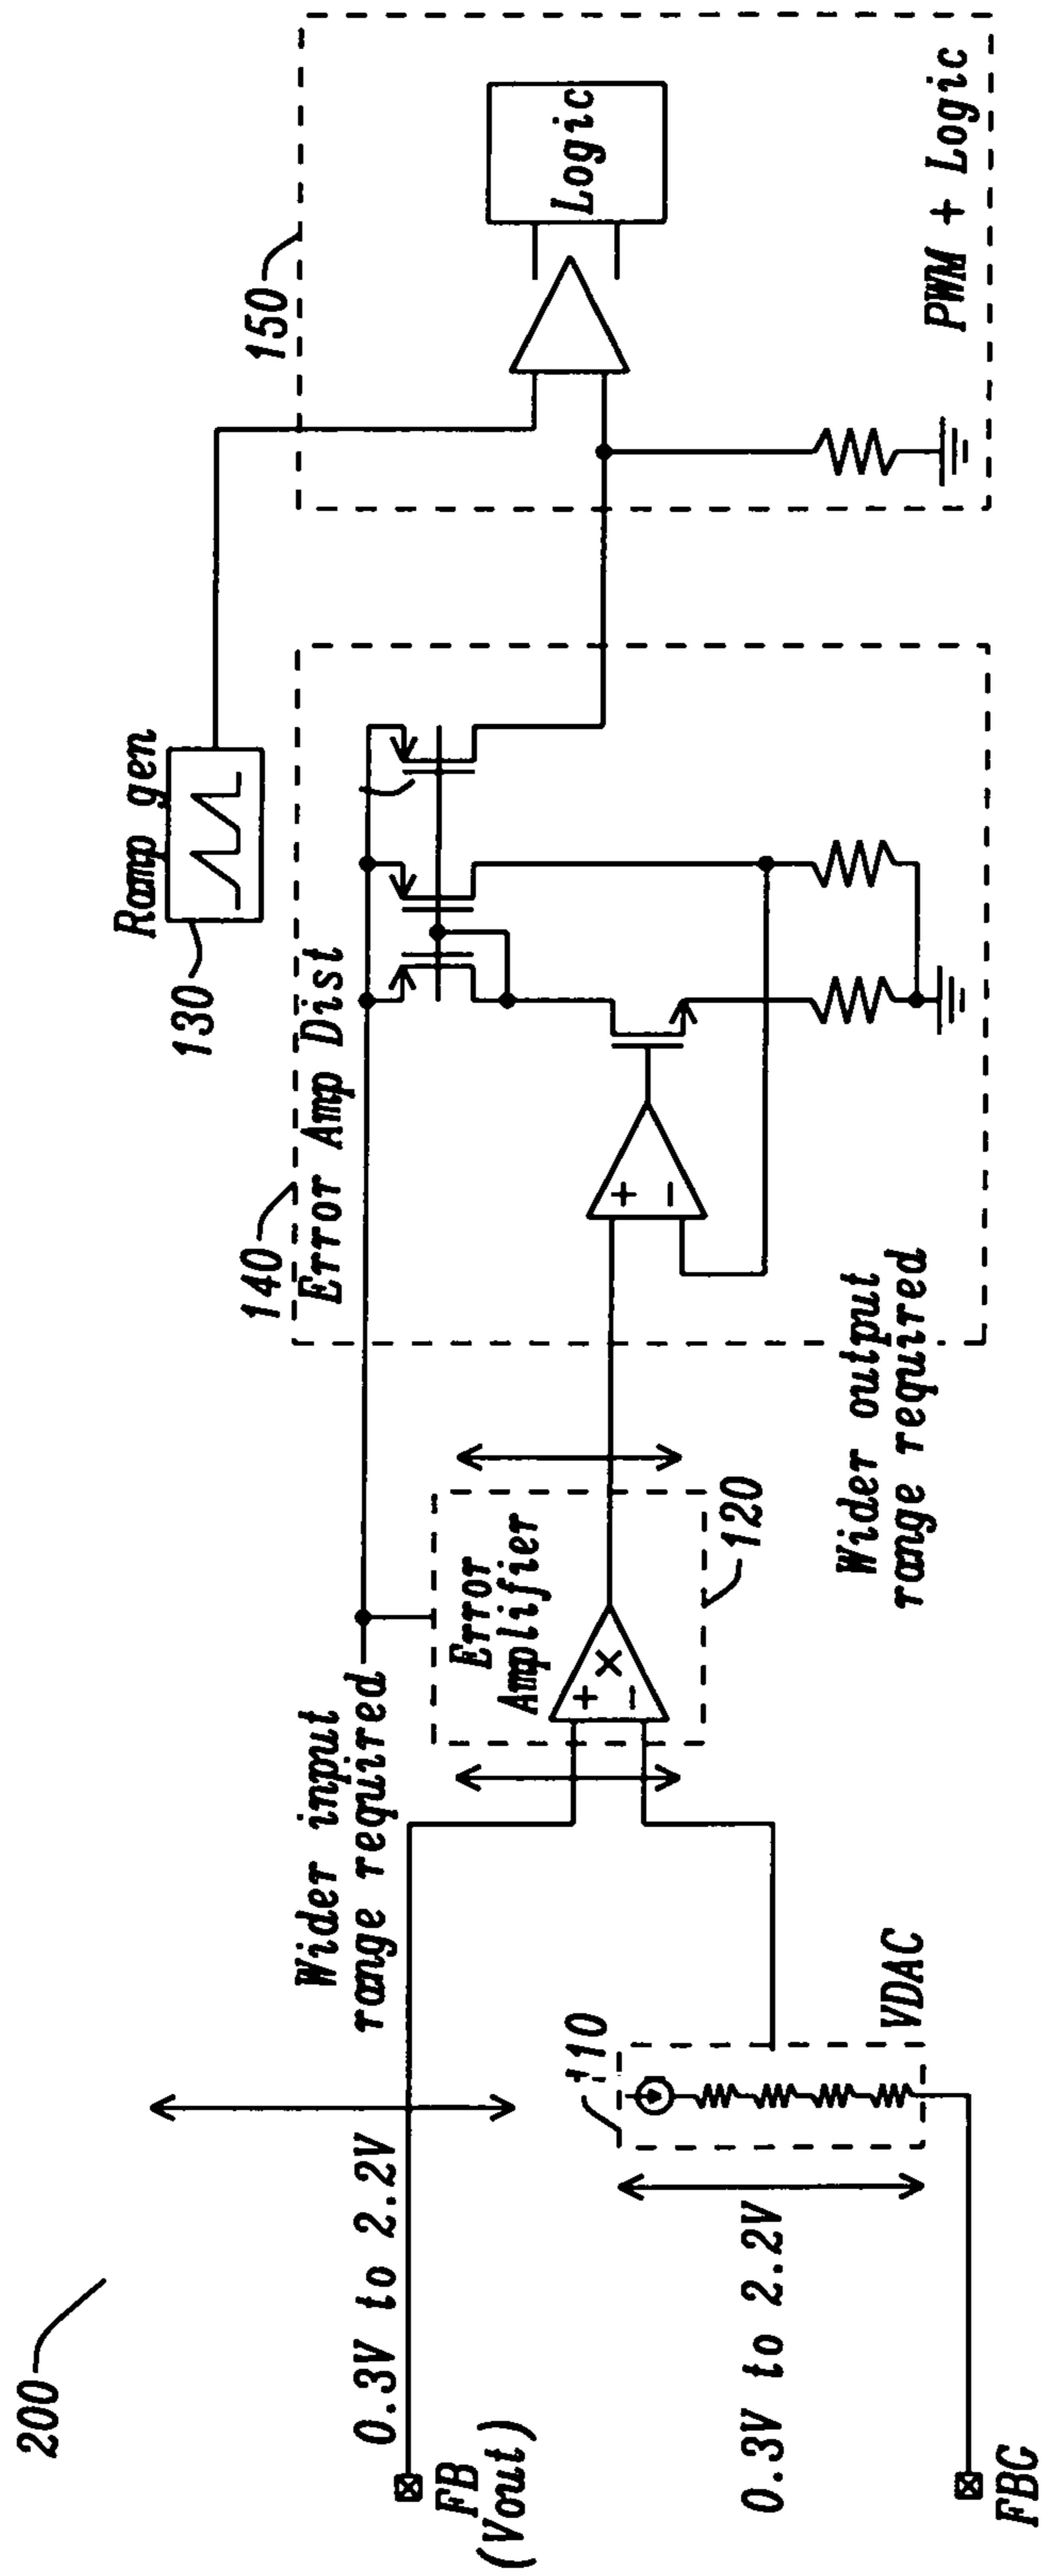 200
FB
(Vout)
0.3V to 2.2V
Wider input
range required
0.3V to 2.2V
FBG
110
VDAC
Error
Amplifier
+
−
×
120
Wider output
range required
140
Error Amp Dist
+
−
130
Ramp gen
150
Logic
PWM + Logic